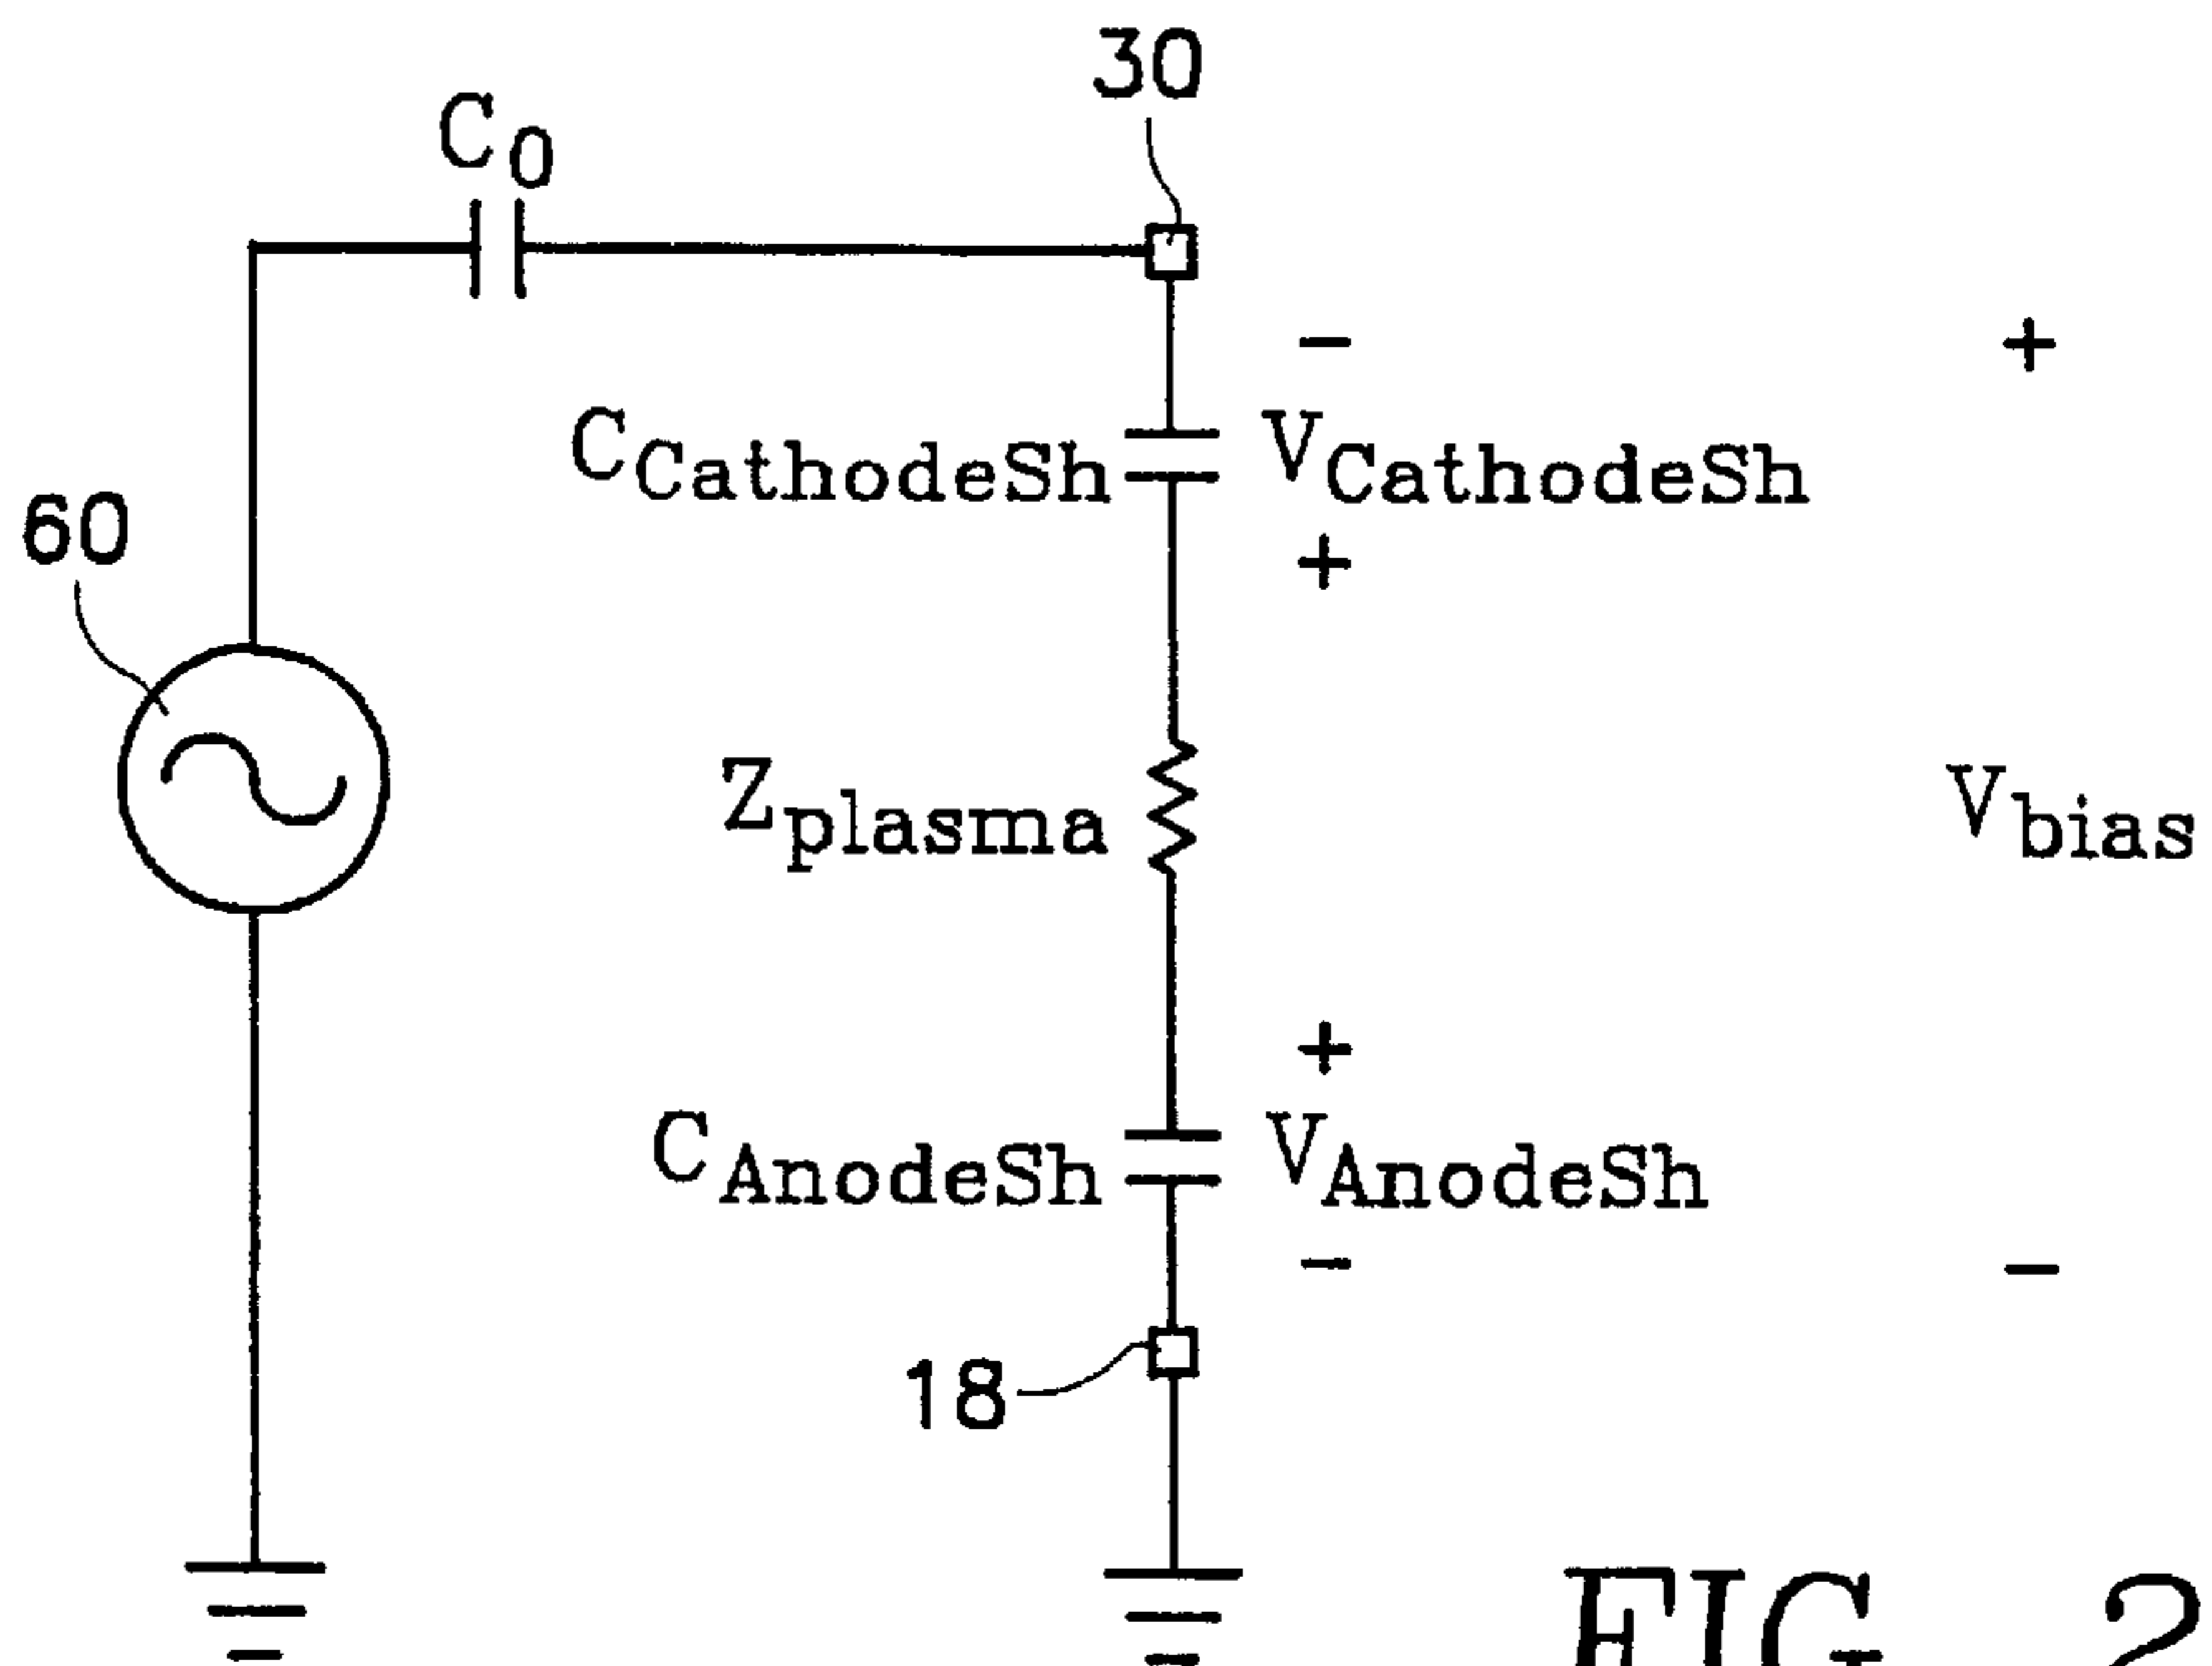 30
C0
−
+
CCathodeSh
VCathodeSh
60
+
Zplasma
Vbias
+
CAnodeSh
VAnodeSh
−
−
18
FIG. 2